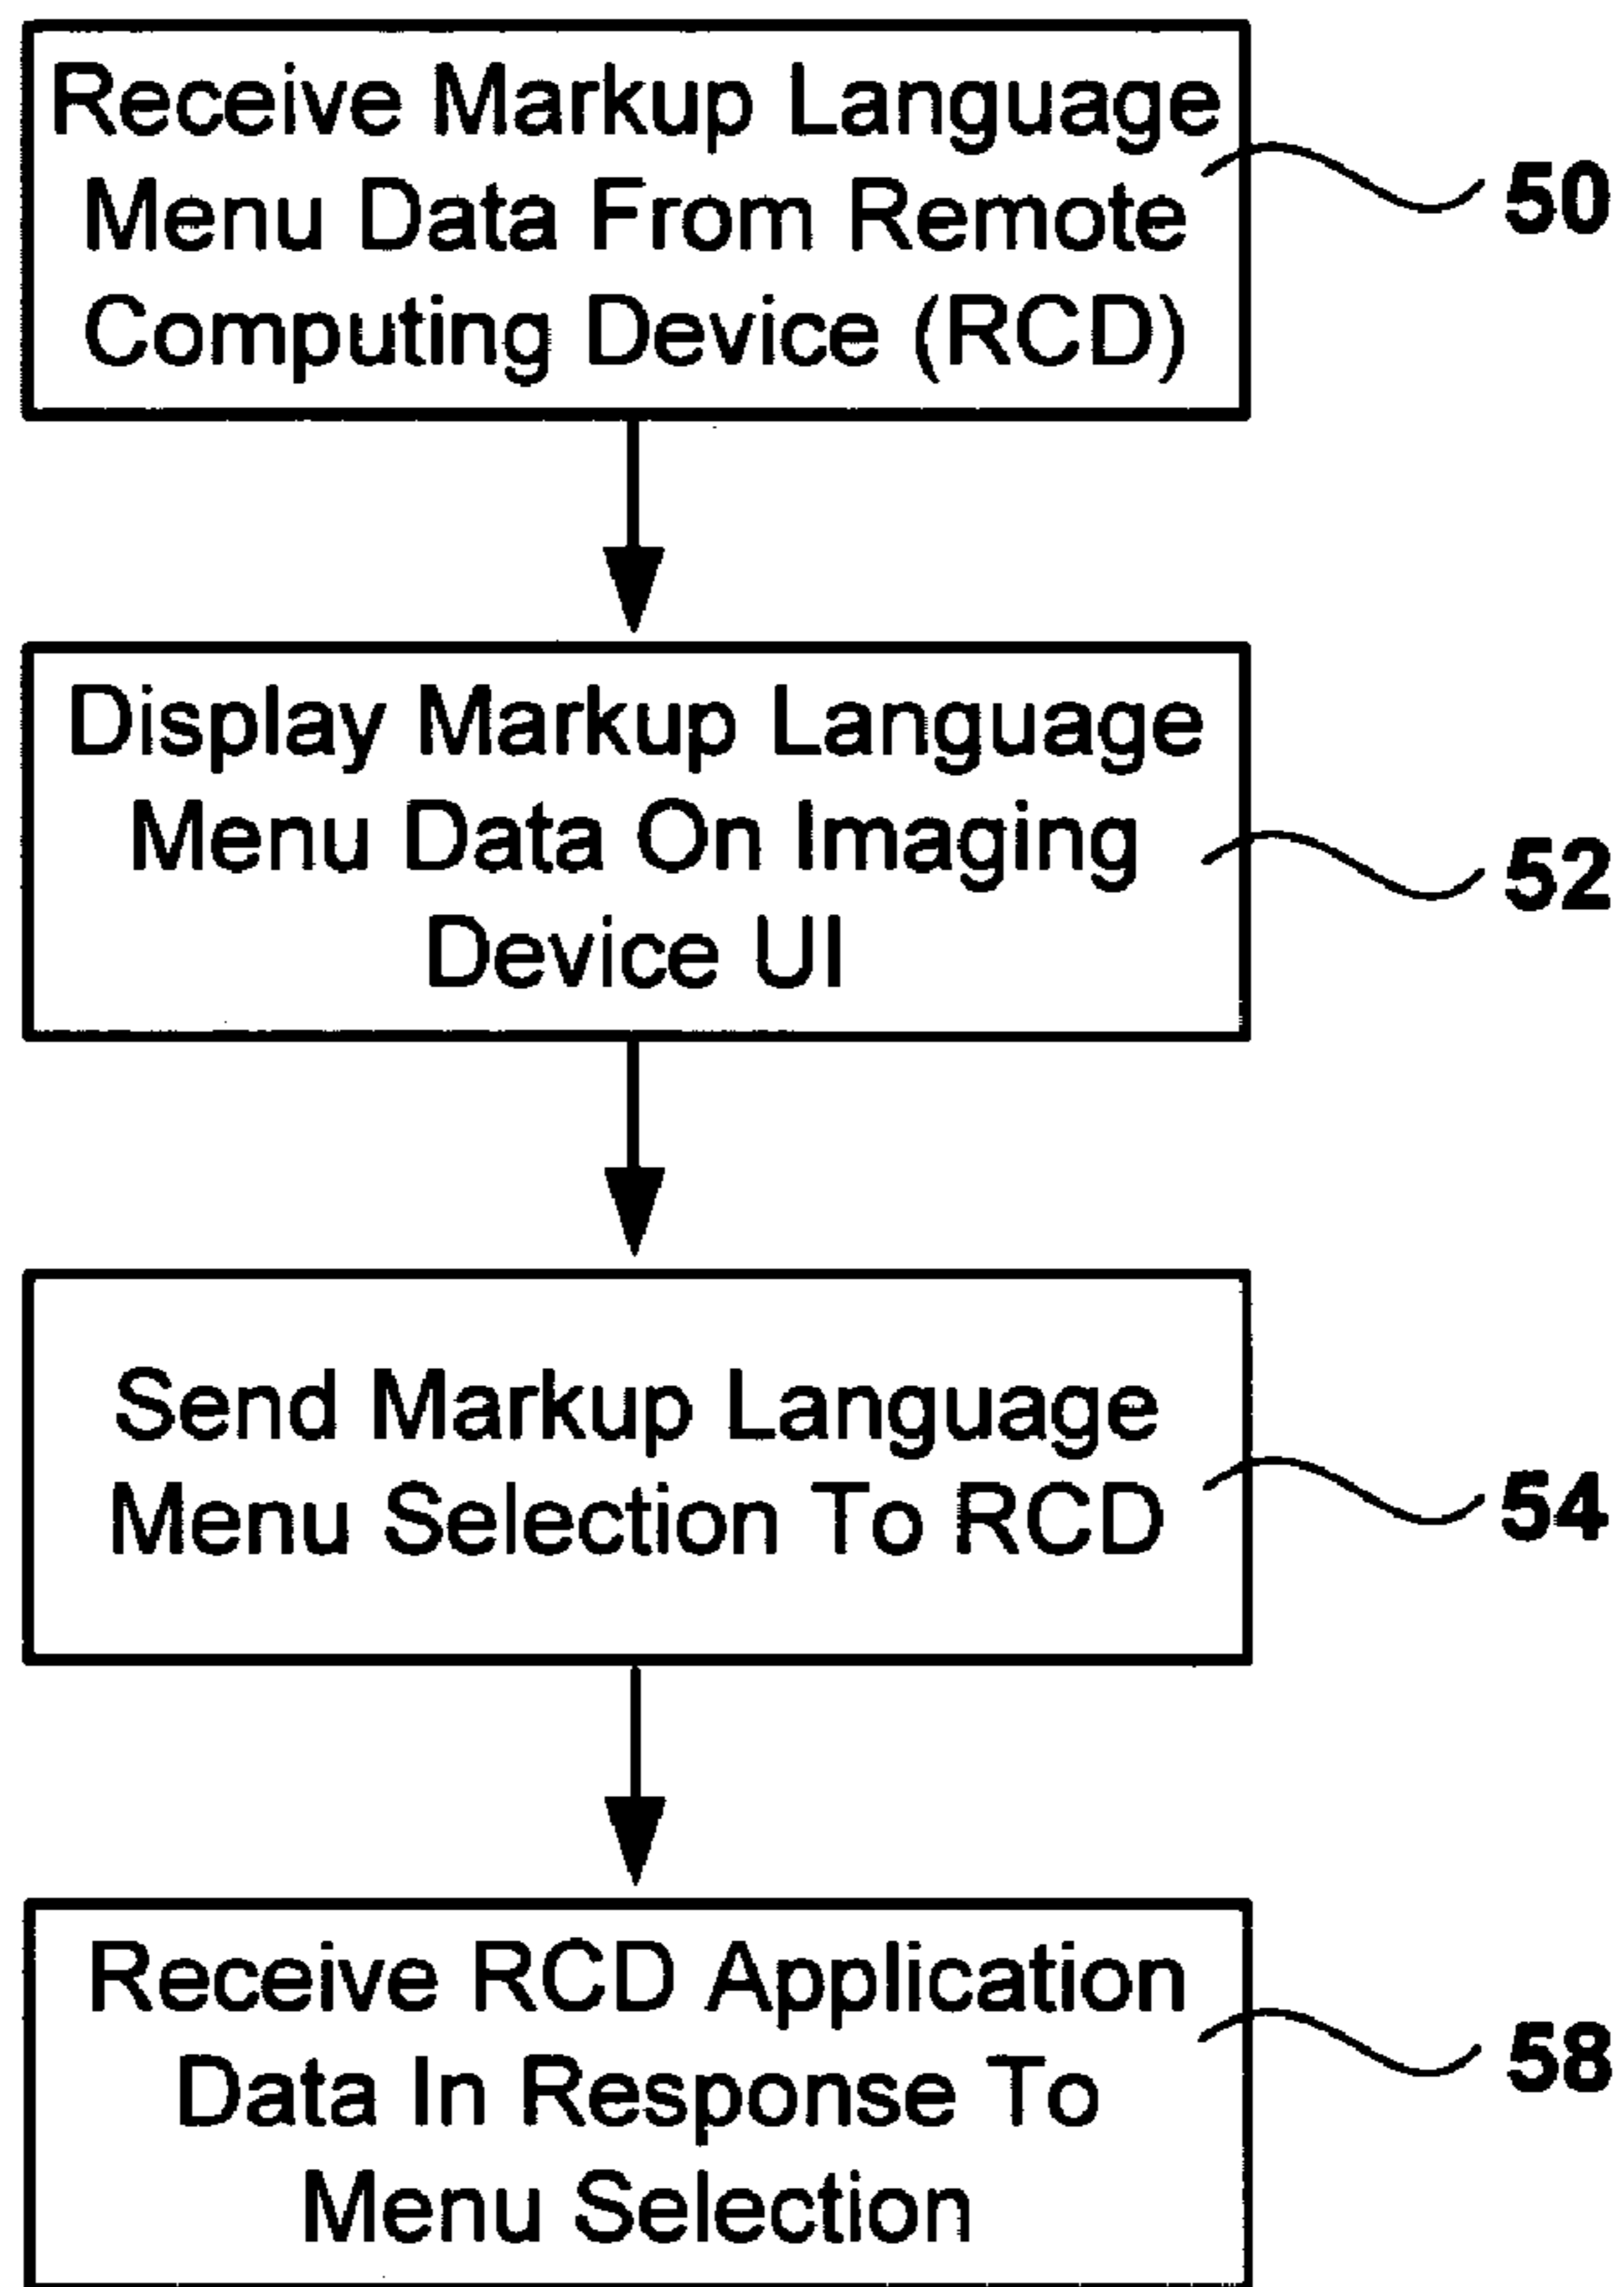 Receive Markup Language
Menu Data From Remote
Computing Device (RCD)
50
Display Markup Language
Menu Data On Imaging
Device UI
52
Send Markup Language
Menu Selection To RCD
54
Receive RCD Application
Data In Response To
Menu Selection
58